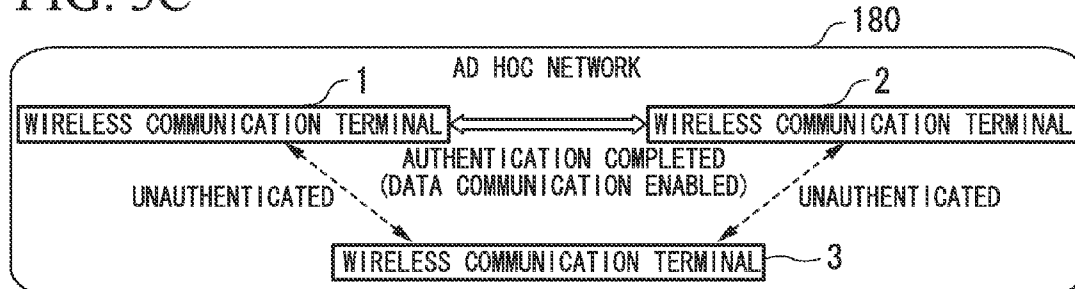 FIG. 3C
180
AD HOC NETWORK
1
2
WIRELESS COMMUNICATION TERMINAL
WIRELESS COMMUNICATION TERMINAL
AUTHENTICATION COMPLETED
(DATA COMMUNICATION ENABLED)
UNAUTHENTICATED
UNAUTHENTICATED
WIRELESS COMMUNICATION TERMINAL
3